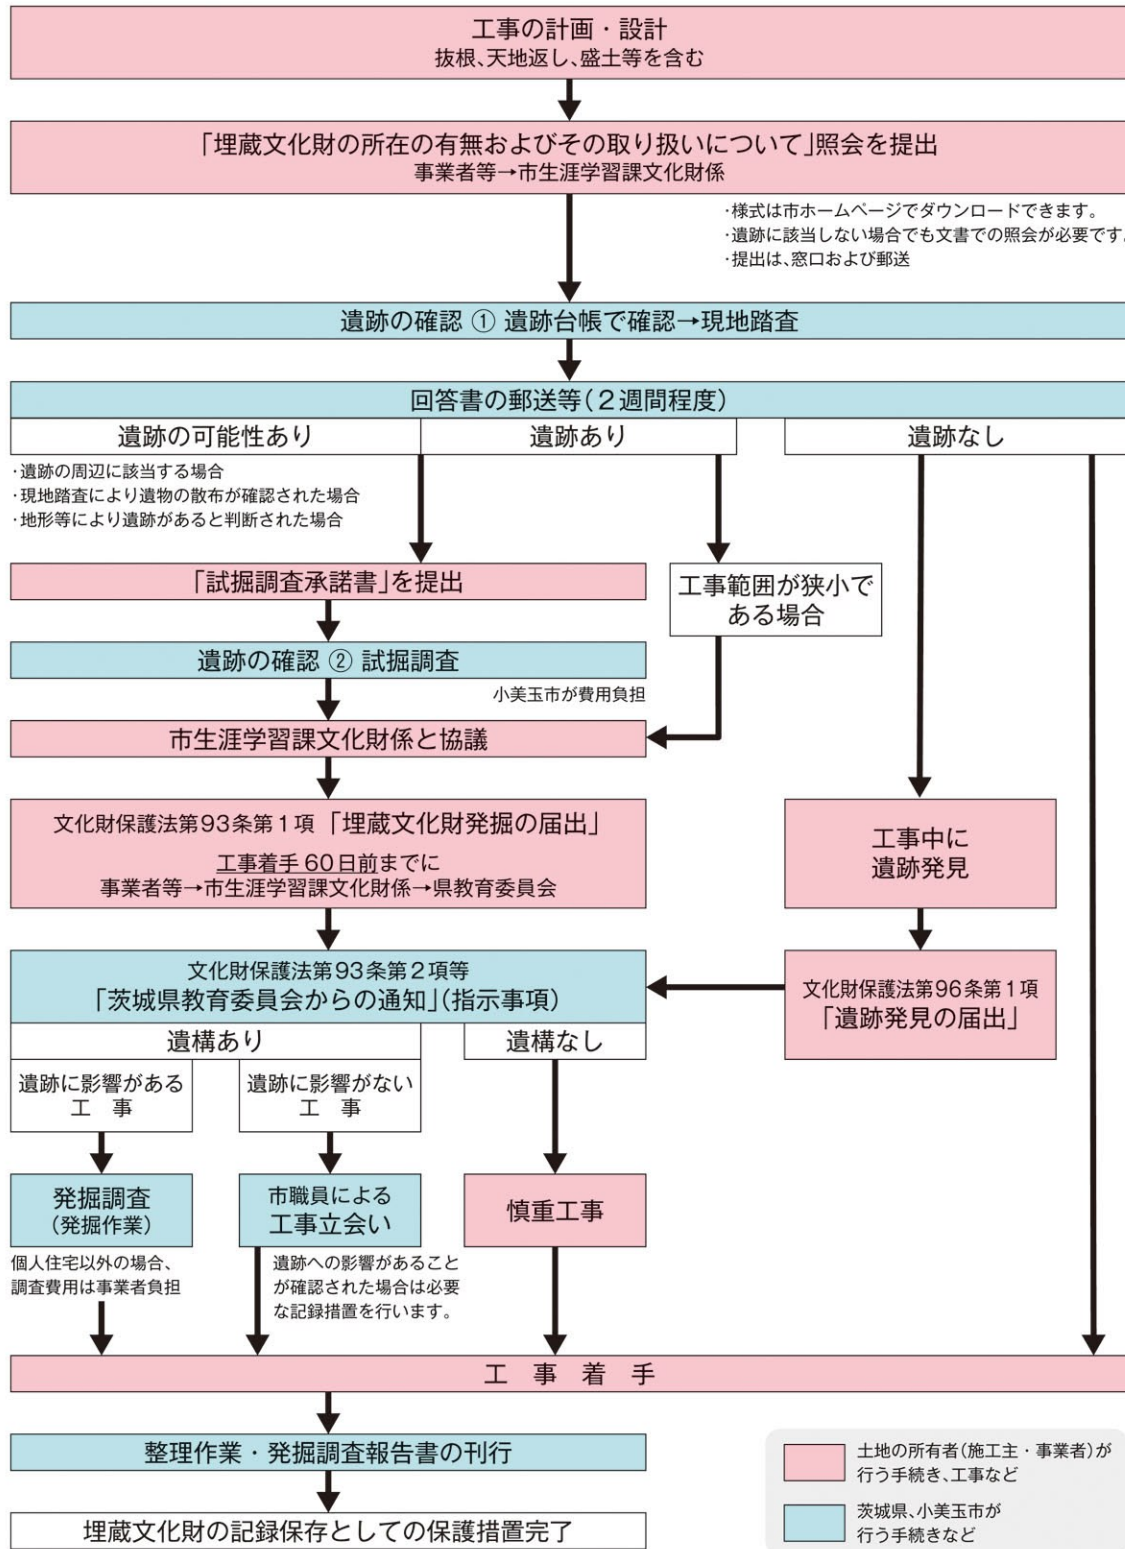 工事の計画・設計
抜根、天地返し、盛土等を含む
「埋蔵文化財の所在の有無およびその取り扱いについて」照会を提出
事業者等→市生涯学習課文化財係
・様式は市ホームページでダウンロードできます。
・遺跡に該当しない場合でも文書での照会が必要です。
・提出は、窓口および郵送
遺跡の確認 ① 遺跡台帳で確認→現地踏査
回答書の郵送等(２週間程度)
遺跡の可能性あり
遺跡あり
遺跡なし
・遺跡の周辺に該当する場合
・現地踏査により遺物の散布が確認された場合
・地形等により遺跡があると判断された場合
「試掘調査承諾書」を提出
工事範囲が狭小で
ある場合
遺跡の確認 ② 試掘調査
小美玉市が費用負担
市生涯学習課文化財係と協議
文化財保護法第93条第１項 「埋蔵文化財発掘の届出」
工事着手 60日前までに
事業者等→市生涯学習課文化財係→県教育委員会
工事中に
遺跡発見
文化財保護法第93条第２項等
「茨城県教育委員会からの通知」(指示事項)
文化財保護法第96条第１項
「遺跡発見の届出」
遺構あり
遺構なし
遺跡に影響がある
工　事
遺跡に影響がない
工　事
発掘調査
(発掘作業)
市職員による
工事立会い
慎重工事
個人住宅以外の場合、
調査費用は事業者負担
遺跡への影響があること
が確認された場合は必要
な記録措置を行います。
工　事　着　手
整理作業・発掘調査報告書の刊行
埋蔵文化財の記録保存としての保護措置完了
土地の所有者(施工主・事業者)が
行う手続き、工事など
茨城県、小美玉市が
行う手続きなど